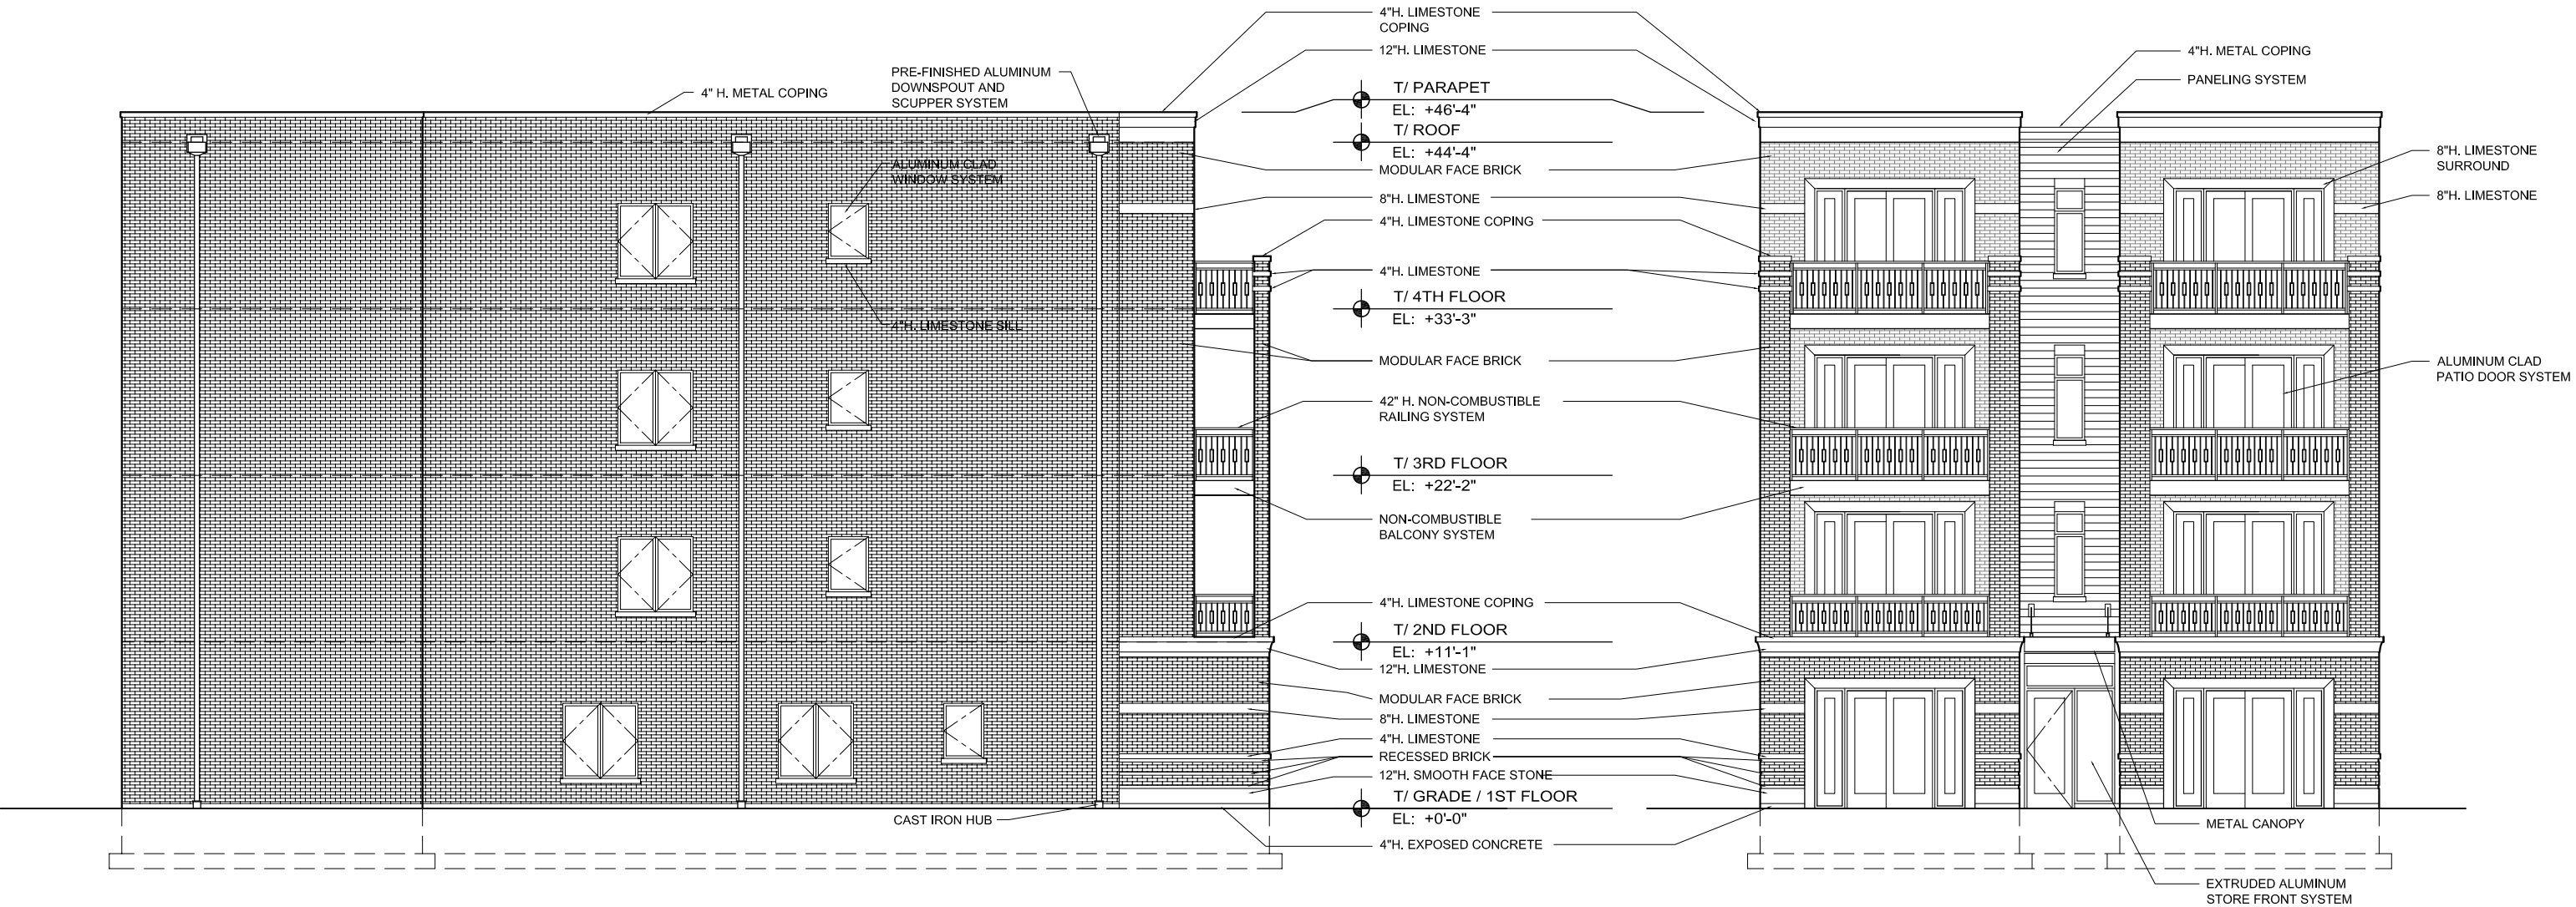 4" H. METAL COPING
PRE-FINISHED ALUMINUM
DOWNSPOUT AND
SCUPPER SYSTEM
ALUMINUM CLAD
WINDOW SYSTEM
4"H. LIMESTONE SILL
CAST IRON HUB
4"H. LIMESTONE
COPING
12"H. LIMESTONE
T/ PARAPET
EL: +46'-4"
T/ ROOF
EL: +44'-4"
MODULAR FACE BRICK
8"H. LIMESTONE
4"H. LIMESTONE COPING
4"H. LIMESTONE
T/ 4TH FLOOR
EL: +33'-3"
MODULAR FACE BRICK
42" H. NON-COMBUSTIBLE
RAILING SYSTEM
T/ 3RD FLOOR
EL: +22'-2"
NON-COMBUSTIBLE
BALCONY SYSTEM
4"H. LIMESTONE COPING
T/ 2ND FLOOR
EL: +11'-1"
12"H. LIMESTONE
MODULAR FACE BRICK
8"H. LIMESTONE
4"H. LIMESTONE
RECESSED BRICK
12"H. SMOOTH FACE STONE
T/ GRADE / 1ST FLOOR
EL: +0'-0"
4"H. EXPOSED CONCRETE
4"H. METAL COPING
PANELING SYSTEM
8"H. LIMESTONE
SURROUND
8"H. LIMESTONE
ALUMINUM CLAD
PATIO DOOR SYSTEM
METAL CANOPY
EXTRUDED ALUMINUM
STORE FRONT SYSTEM